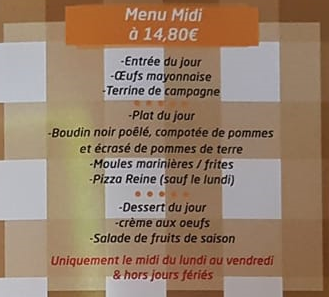 Menu Midi
à 14,80€
-Entrée du jour
-Œufs mayonnaise
-Terrine de campagne
-Plat du jour
-Boudin noir poêlé, compotée de pommes
et écrasé de pommes de terre
-Moules marinières / frites
-Pizza Reine (sauf le lundi)
-Dessert du jour
-crème aux oeufs
-Salade de fruits de saison
Uniquement le midi du lundi au vendredi
& hors jours fériés